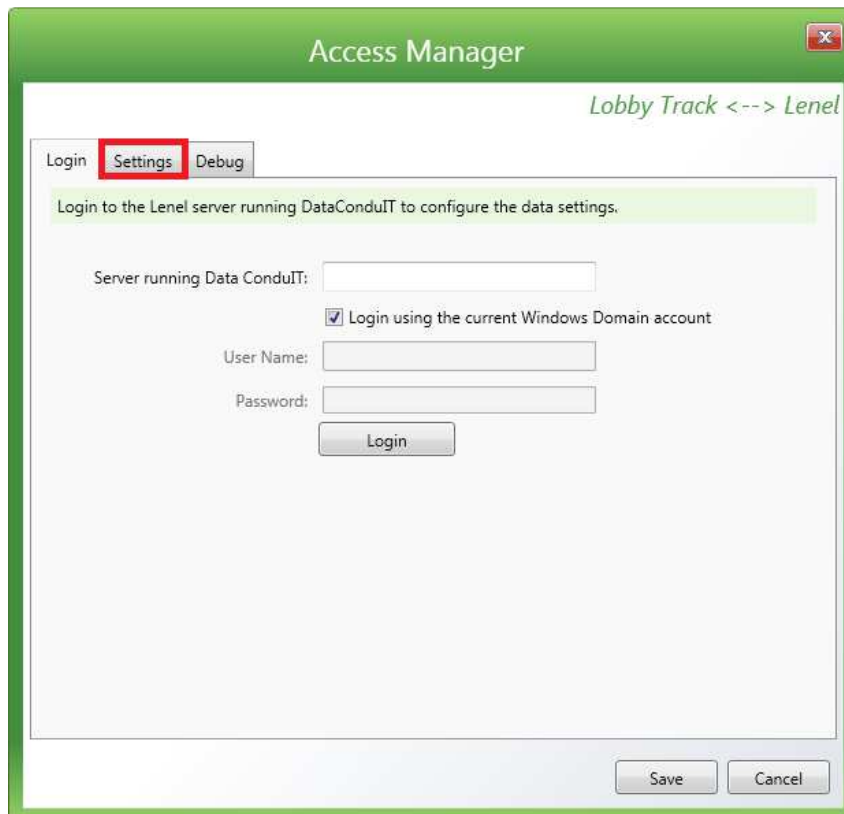 Access Manager
Lobby Track <--> Lenel
Login Settings Debug
Login to the Lenel server running DataConduIT to configure the data settings.
Server running Data ConduIT:
Login using the current Windows Domain account
User Name:
Password:
Login
Save Cancel